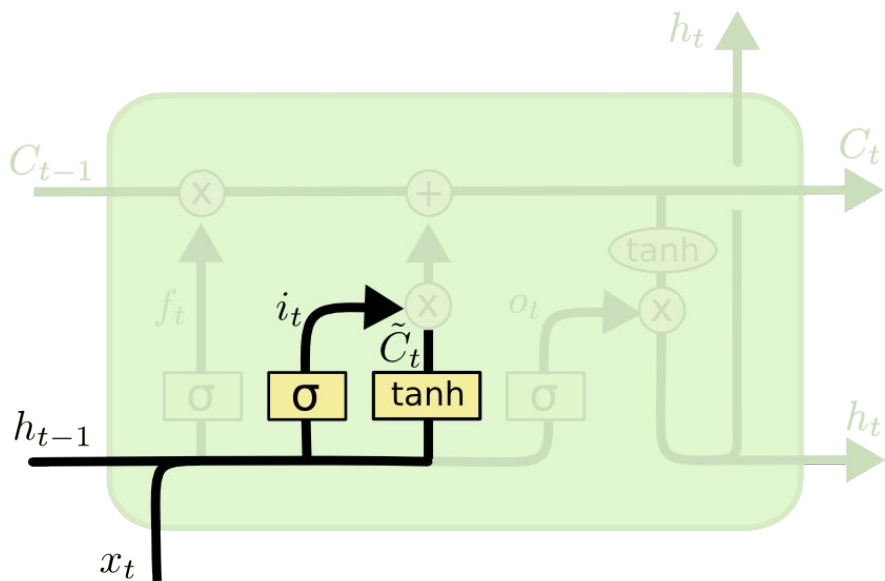 h_t
C_{t-1}
C_t
x
+
tanh
f_t
i_t
x
o_t
x
C̃_t
σ
σ
tanh
σ
h_{t-1}
h_t
x_t